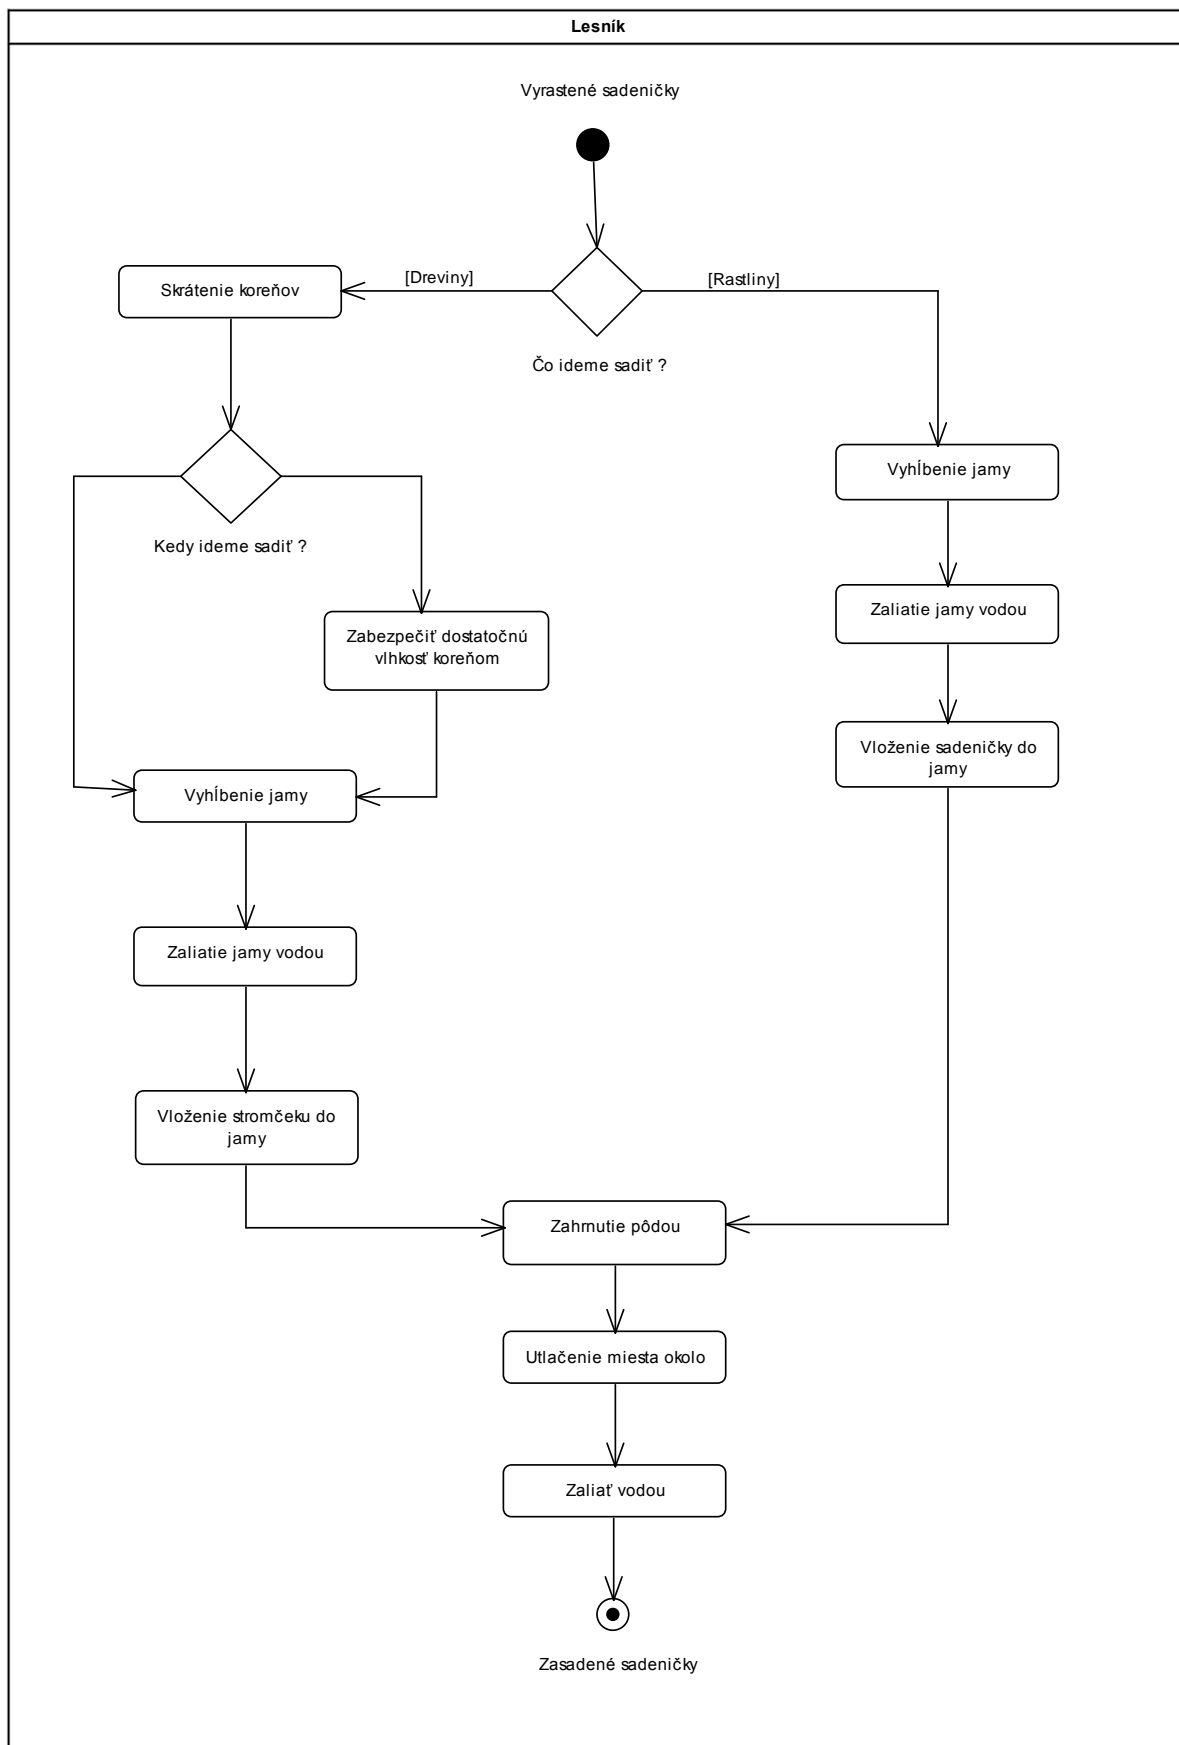 Lesník
Vyrastené sadeničky
[Dreviny]
[Rastliny]
Skrátenie koreňov
Čo ideme sadiť ?
Vyhĺbenie jamy
Kedy ideme sadiť ?
Zaliatie jamy vodou
Zabezpečiť dostatočnú
vlhkosť koreňom
Vloženie sadeničky do
jamy
Vyhĺbenie jamy
Zaliatie jamy vodou
Vloženie stromčeku do
jamy
Zahrnutie pôdou
Utlačenie miesta okolo
Zaliať vodou
Zasadené sadeničky